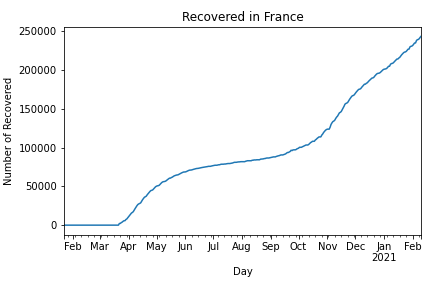 Recovered in France
250000
200000
150000
100000
50000
0
Number of Recovered
Feb Mar Apr May Jun Jul Aug Sep Oct Nov Dec Jan Feb
2021
Day